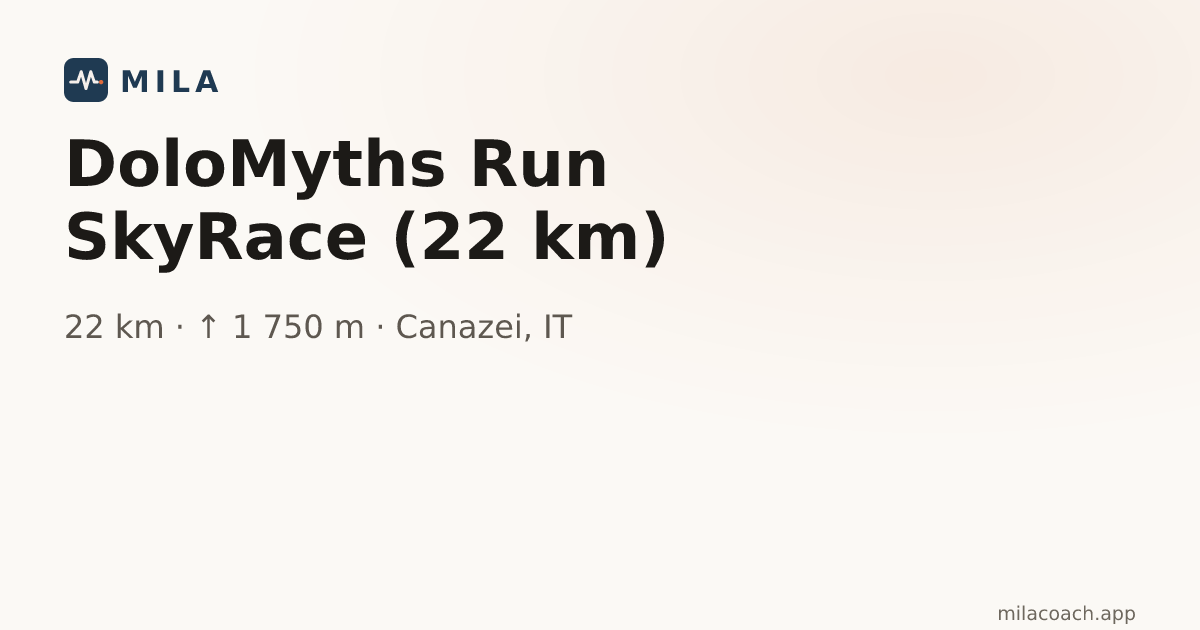 MILA
DoloMyths Run
SkyRace (22 km)
22 km · ↑ 1 750 m · Canazei, IT
milacoach.app